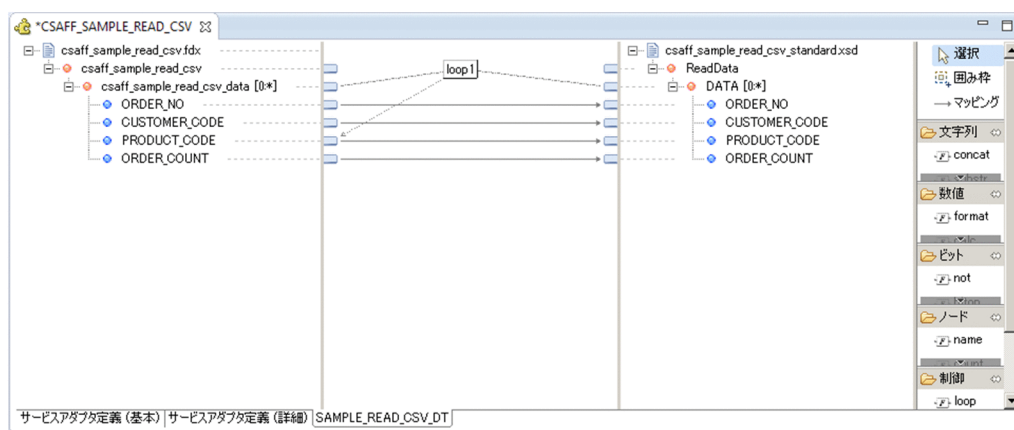 *CSAFF_SAMPLE_READ_CSV
csaff_sample_read_csv.fdx
csaff_sample_read_csv
csaff_sample_read_csv_data [0:*]
ORDER_NO
CUSTOMER_CODE
PRODUCT_CODE
ORDER_COUNT
loop1
csaff_sample_read_csv_standard.xsd
ReadData
DATA [0:*]
ORDER_NO
CUSTOMER_CODE
PRODUCT_CODE
ORDER_COUNT
選択
囲み枠
マッピング
文字列
concat
数値
format
ビット
not
ノード
name
制御
loop
サービスアダプタ定義 (基本) サービスアダプタ定義 (詳細) SAMPLE_READ_CSV_DT